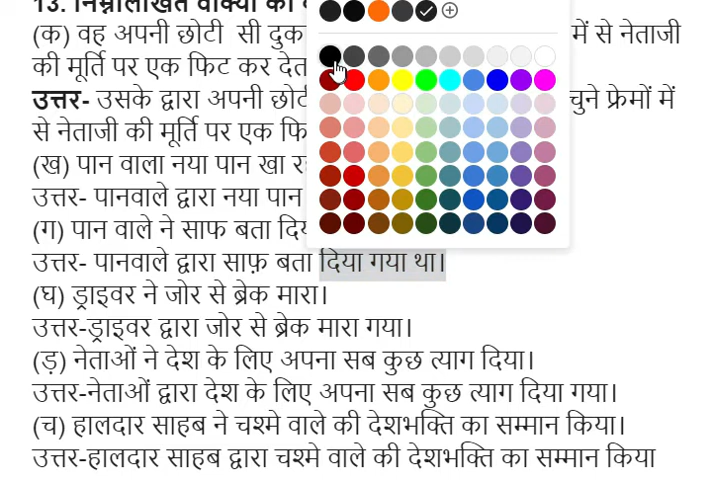 13. निम्नलिखित वाक्यों को
(क) वह अपनी छोटी सी दुक में से नेताजी
की मूर्ति पर एक फिट कर देत
उत्तर- उसके द्वारा अपनी छोट चुने फ्रेमों में
से नेताजी की मूर्ति पर एक फि
(ख) पान वाला नया पान खा र
उत्तर- पानवाले द्वारा नया पान
(ग) पान वाले ने साफ बता दिय
उत्तर- पानवाले द्वारा साफ़ बता दिया गया था।
(घ) ड्राइवर ने जोर से ब्रेक मारा।
उत्तर-ड्राइवर द्वारा जोर से ब्रेक मारा गया।
(ड़) नेताओं ने देश के लिए अपना सब कुछ त्याग दिया।
उत्तर-नेताओं द्वारा देश के लिए अपना सब कुछ त्याग दिया गया।
(च) हालदार साहब ने चश्मे वाले की देशभक्ति का सम्मान किया।
उत्तर-हालदार साहब द्वारा चश्मे वाले की देशभक्ति का सम्मान किया